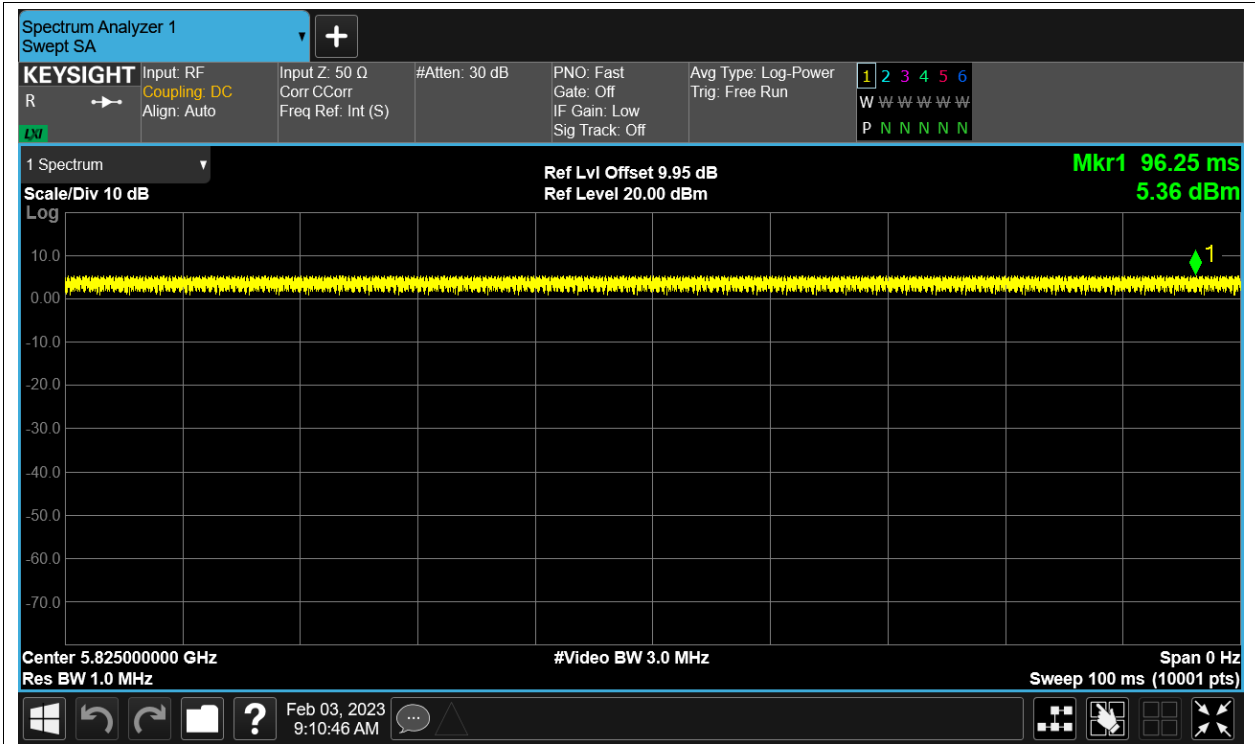 Spectrum Analyzer 1
Swept SA
KEYSIGHT
R
LXI
Input: RF
Coupling: DC
Align: Auto
Input Z: 50 Ω
Corr CCorr
Freq Ref: Int (S)
#Atten: 30 dB
PNO: Fast
Gate: Off
IF Gain: Low
Sig Track: Off
Avg Type: Log-Power
Trig: Free Run
1 2 3 4 5 6
W W W W W W
P N N N N N
1 Spectrum
Scale/Div 10 dB
Ref Lvl Offset 9.95 dB
Ref Level 20.00 dBm
Mkr1 96.25 ms
5.36 dBm
Log
10.0
0.00
-10.0
-20.0
-30.0
-40.0
-50.0
-60.0
-70.0
1
Center 5.825000000 GHz
Res BW 1.0 MHz
#Video BW 3.0 MHz
Span 0 Hz
Sweep 100 ms (10001 pts)
?
Feb 03, 2023
9:10:46 AM